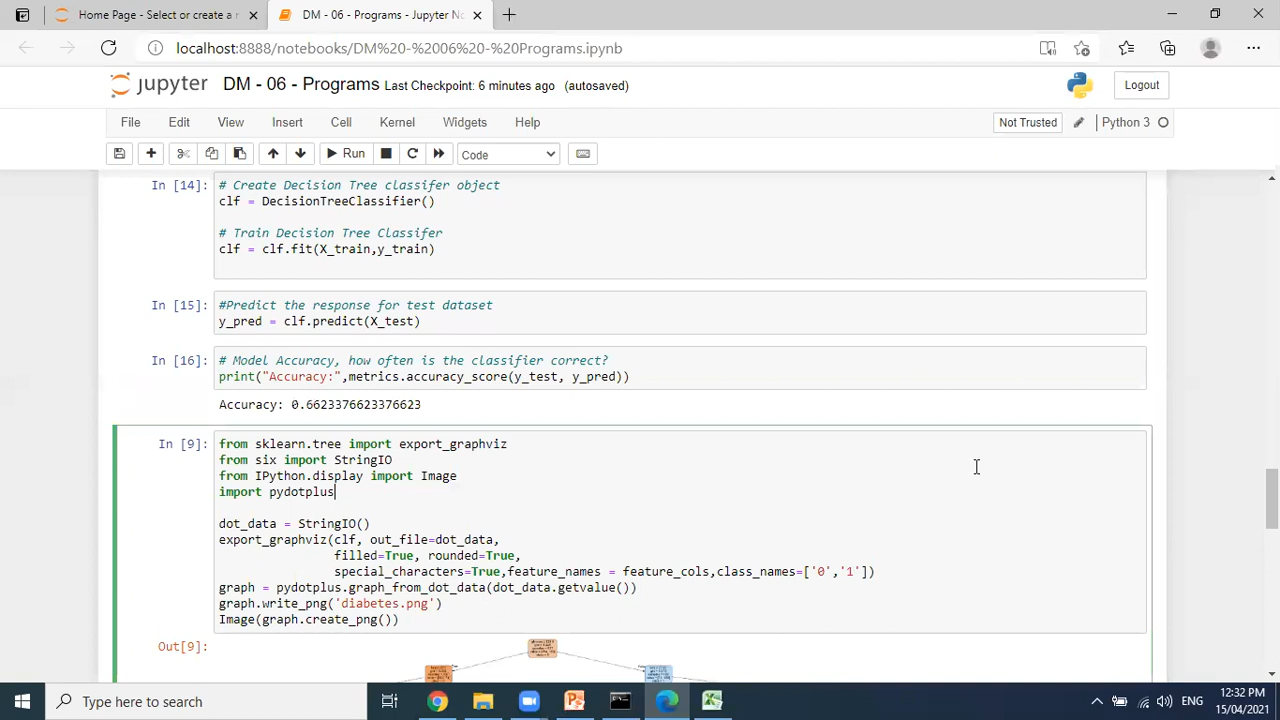 Home Page - Select or create a n
DM - 06 - Programs - Jupyter No
localhost:8888/notebooks/DM%20-%2006%20-%20Programs.ipynb
jupyter DM - 06 - Programs Last Checkpoint: 6 minutes ago (autosaved) Logout
File Edit View Insert Cell Kernel Widgets Help Not Trusted Python 3
Run Code
In [14]: # Create Decision Tree classifer object
clf = DecisionTreeClassifier()
# Train Decision Tree Classifer
clf = clf.fit(X_train,y_train)
In [15]: #Predict the response for test dataset
y_pred = clf.predict(X_test)
In [16]: # Model Accuracy, how often is the classifier correct?
print("Accuracy:",metrics.accuracy_score(y_test, y_pred))
Accuracy: 0.6623376623376623
In [9]: from sklearn.tree import export_graphviz
from six import StringIO
from IPython.display import Image
import pydotplus
dot_data = StringIO()
export_graphviz(clf, out_file=dot_data,
filled=True, rounded=True,
special_characters=True,feature_names = feature_cols,class_names=['0','1'])
graph = pydotplus.graph_from_dot_data(dot_data.getvalue())
graph.write_png('diabetes.png')
Image(graph.create_png())
Out[9]:
Type here to search
ENG
12:32 PM
15/04/2021